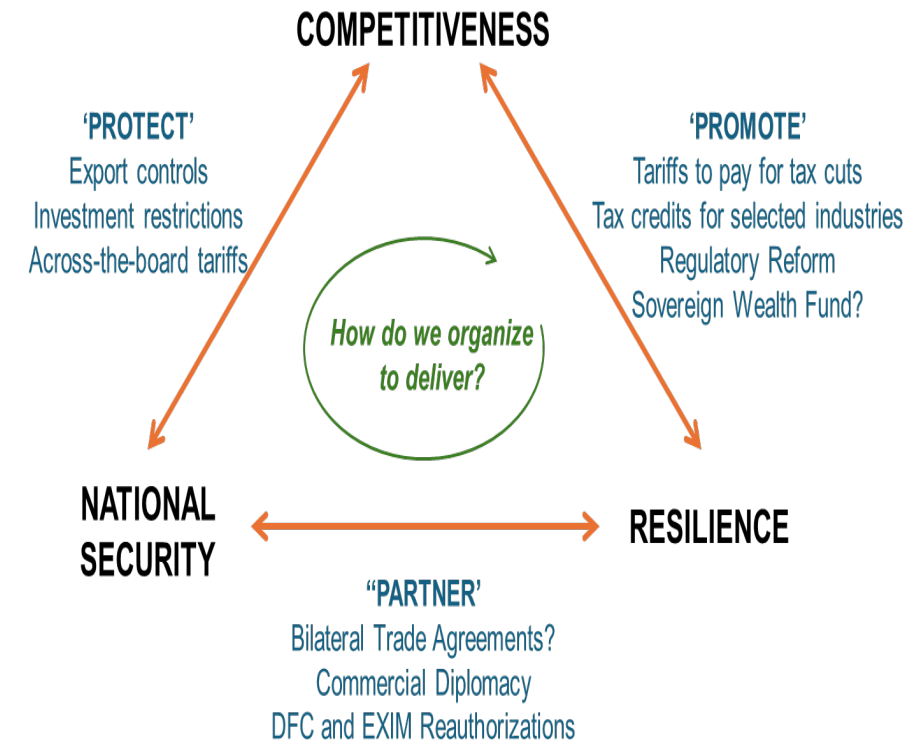 COMPETITIVENESS
‘PROTECT’
Export controls
Investment restrictions
Across-the-board tariffs
‘PROMOTE’
Tariffs to pay for tax cuts
Tax credits for selected industries
Regulatory Reform
Sovereign Wealth Fund?
How do we organize
to deliver?
NATIONAL
SECURITY
RESILIENCE
“PARTNER’
Bilateral Trade Agreements?
Commercial Diplomacy
DFC and EXIM Reauthorizations